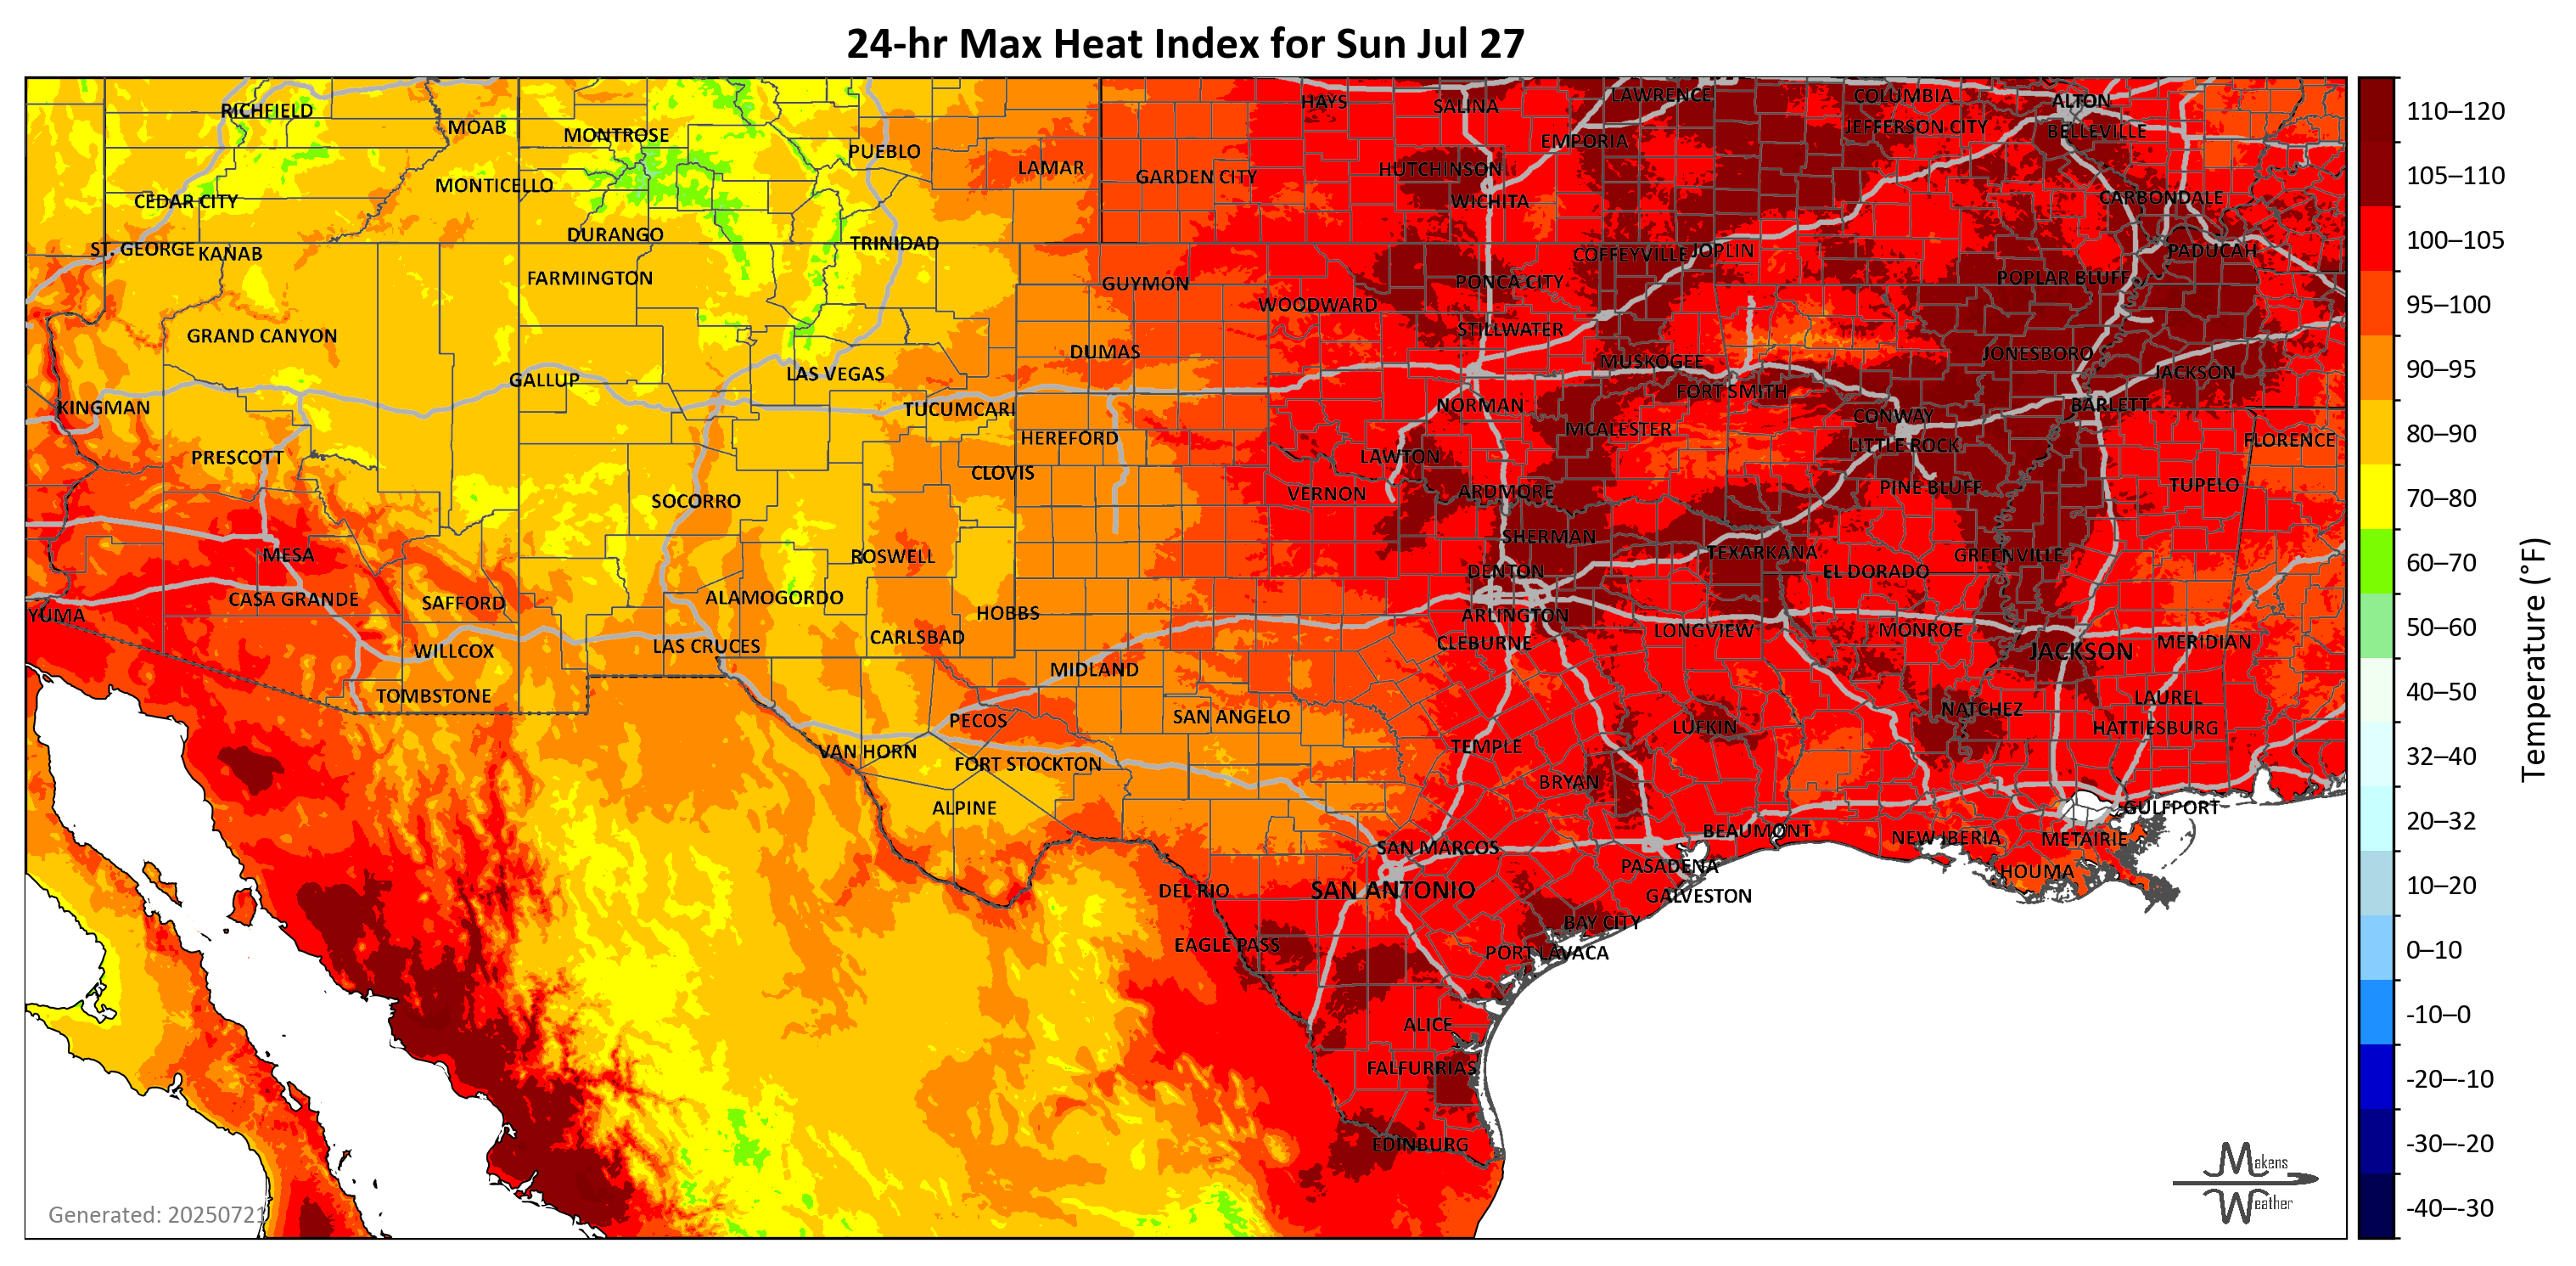 24-hr Max Heat Index for Sun Jul 27
RICHFIELD
MOAB
MONTROSE
PUEBLO
LAMAR
GARDEN CITY
HAYS
SALINA
LAWRENCE
EMPORIA
COLUMBIA
JEFFERSON CITY
ALTON
BELLEVILLE
CEDAR CITY
MONTICELLO
HUTCHINSON
WICHITA
CARBONDALE
ST. GEORGE
KANAB
DURANGO
TRINIDAD
COFFEYVILLE
JOPLIN
PADUCAH
FARMINGTON
GUYMON
WOODWARD
PONCA CITY
POPLAR BLUFF
GRAND CANYON
DUMAS
STILLWATER
MUSKOGEE
JONESBORO
JACKSON
GALLUP
LAS VEGAS
FORT SMITH
KINGMAN
TUCUMCARI
NORMAN
CONWAY
BARLETT
PRESCOTT
HEREFORD
CLOVIS
LAWTON
MCALESTER
LITTLE ROCK
FLORENCE
SOCORRO
VERNON
ARDMORE
PINE BLUFF
TUPELO
MESA
ROSWELL
SHERMAN
TEXARKANA
GREENVILLE
CASA GRANDE
SAFFORD
ALAMOGORDO
HOBBS
DENTON
EL DORADO
YUMA
WILLCOX
LAS CRUCES
CARLSBAD
ARLINGTON
CLEBURNE
LONGVIEW
MONROE
JACKSON
MERIDIAN
TOMBSTONE
MIDLAND
PECOS
SAN ANGELO
LUFKIN
NATCHEZ
LAUREL
HATTIESBURG
VAN HORN
FORT STOCKTON
TEMPLE
BRYAN
ALPINE
BEAUMONT
GULFPORT
SAN MARCOS
PASADENA
NEW IBERIA
METAIRIE
DEL RIO
SAN ANTONIO
GALVESTON
HOUMA
EAGLE PASS
BAY CITY
PORT LAVACA
ALICE
FALFURRIAS
EDINBURG
Generated: 20250721
Makens
Weather
110–120
105–110
100–105
95–100
90–95
80–90
70–80
60–70
50–60
40–50
32–40
20–32
10–20
0–10
-10–0
-20–-10
-30–-20
-40–-30
Temperature (°F)